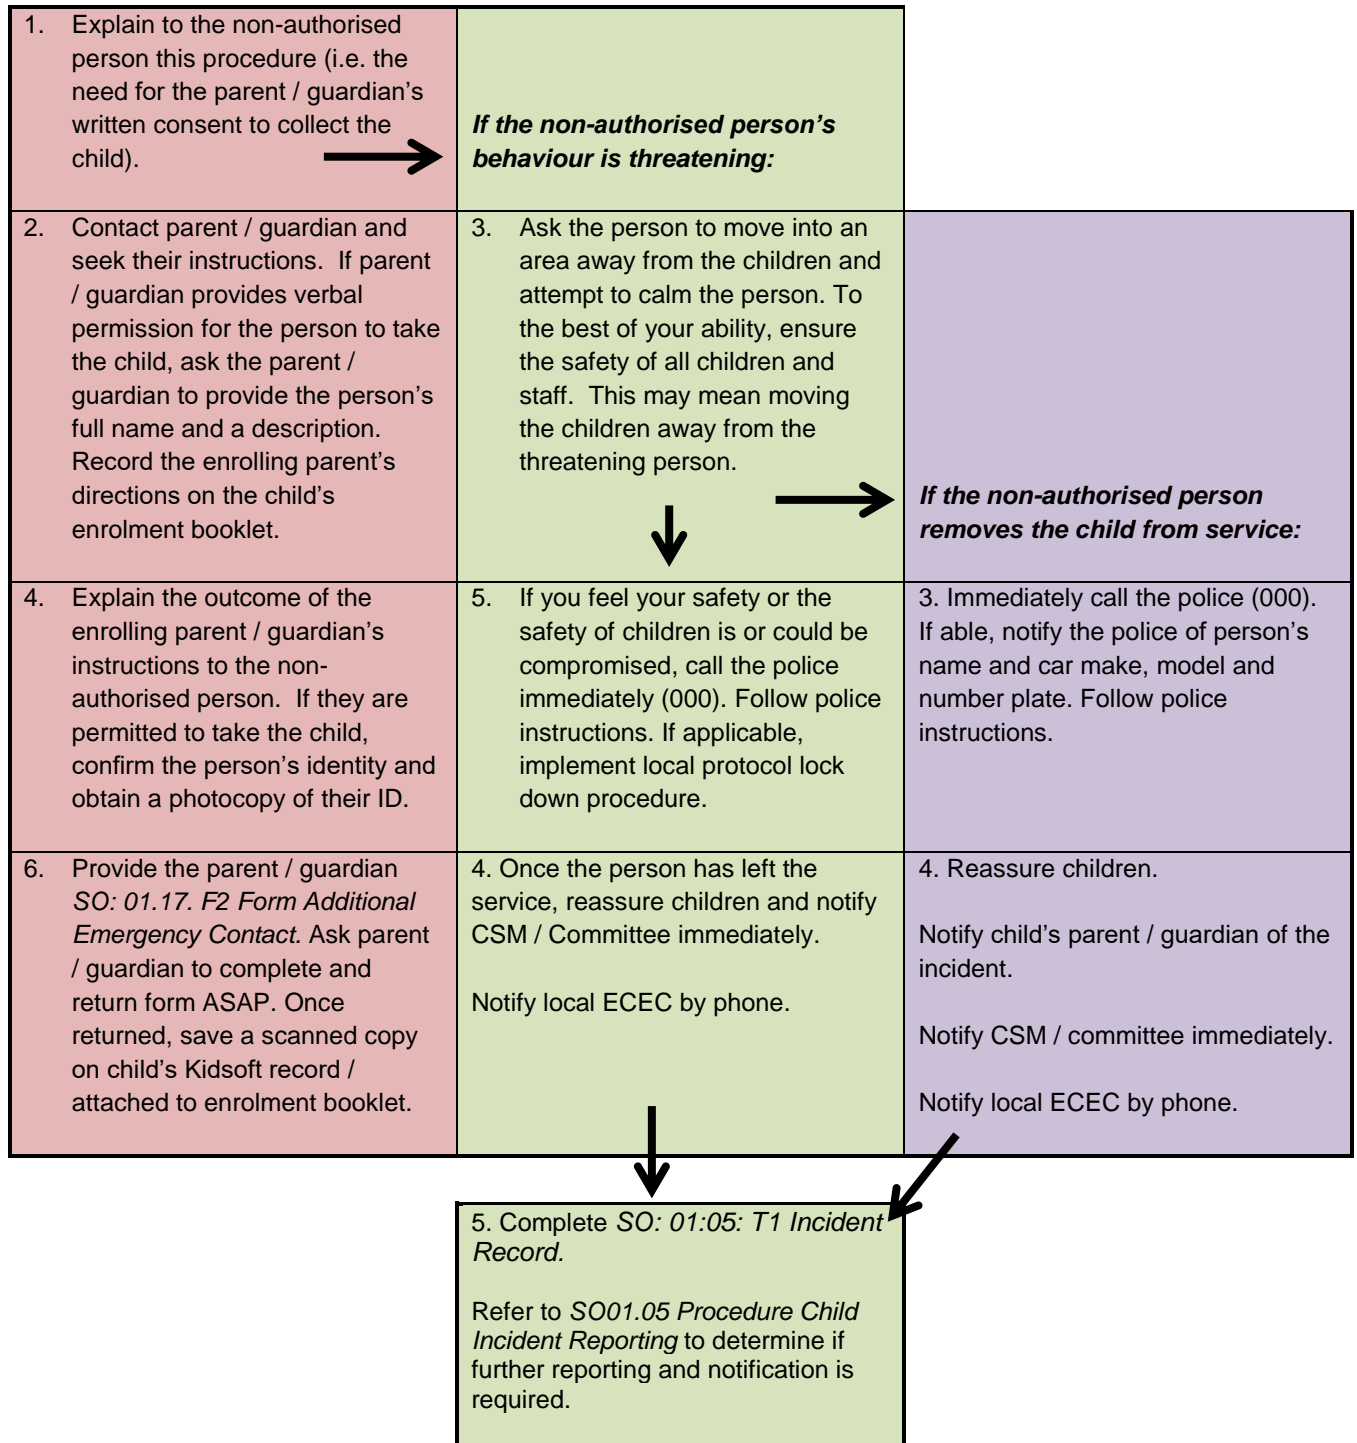 1. Explain to the non-authorised
person this procedure (i.e. the
need for the parent / guardian's
written consent to collect the
child).
If the non-authorised person's
behaviour is threatening:
2. Contact parent / guardian and
seek their instructions.  If parent
/ guardian provides verbal
permission for the person to take
the child, ask the parent /
guardian to provide the person's
full name and a description.
Record the enrolling parent's
directions on the child's
enrolment booklet.
3. Ask the person to move into an
area away from the children and
attempt to calm the person. To
the best of your ability, ensure
the safety of all children and
staff.  This may mean moving
the children away from the
threatening person.
If the non-authorised person
removes the child from service:
4. Explain the outcome of the
enrolling parent / guardian's
instructions to the non-
authorised person.  If they are
permitted to take the child,
confirm the person's identity and
obtain a photocopy of their ID.
5. If you feel your safety or the
safety of children is or could be
compromised, call the police
immediately (000). Follow police
instructions. If applicable,
implement local protocol lock
down procedure.
3. Immediately call the police (000).
If able, notify the police of person's
name and car make, model and
number plate. Follow police
instructions.
6. Provide the parent / guardian
SO: 01.17. F2 Form Additional
Emergency Contact. Ask parent
/ guardian to complete and
return form ASAP. Once
returned, save a scanned copy
on child's Kidsoft record /
attached to enrolment booklet.
4. Once the person has left the
service, reassure children and notify
CSM / Committee immediately.
Notify local ECEC by phone.
4. Reassure children.
Notify child's parent / guardian of the
incident.
Notify CSM / committee immediately.
Notify local ECEC by phone.
5. Complete SO: 01:05: T1 Incident
Record.
Refer to SO01.05 Procedure Child
Incident Reporting to determine if
further reporting and notification is
required.